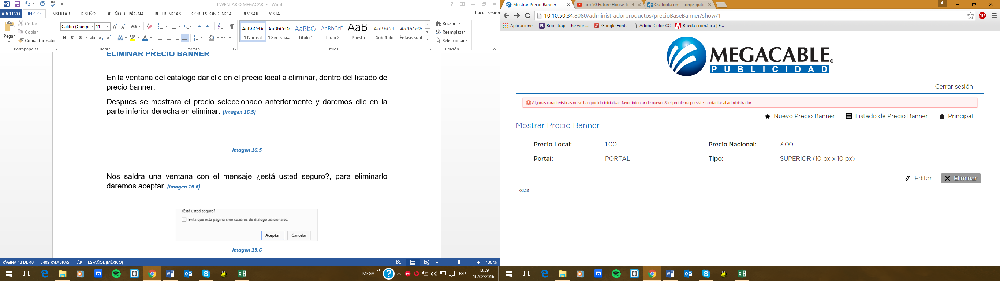 INVENTARIO MEGACABLE - Word
ARCHIVO INICIO INSERTAR DISEÑO DISEÑO DE PÁGINA REFERENCIAS CORRESPONDENCIA REVISAR VISTA Iniciar sesión
Pegar
Cortar
Copiar
Copiar formato
Portapapeles
Calibri (Cuerpo 11
N K S abc x₂ x²
Fuente
Párrafo
AaBbCcDc AaBbCcDc AaBbCc AaBbCcD AaBl AaBbCcD AaBbCcDc
¶ Normal ¶ Sin espa... Título 1 Título 2 Puesto Subtítulo Énfasis sutil
Estilos
Buscar
Reemplazar
Seleccionar
Edición
ELIMINAR PRECIO BANNER
En la ventana del catalogo dar clic en el precio local a eliminar, dentro del listado de
precio banner.
Despues se mostrara el precio seleccionado anteriormente y daremos clic en la
parte inferior derecha en eliminar. (Imagen 16.5)
Imagen 16.5
Nos saldra una ventana con el mensaje ¿está usted seguro?, para eliminarlo
daremos aceptar. (Imagen 15.6)
¿Está usted seguro?
Evita que esta página cree cuadros de diálogo adicionales.
Aceptar Cancelar
Imagen 15.6
PÁGINA 48 DE 48 3409 PALABRAS ESPAÑOL (MÉXICO) 130 %
MEGA » ESP 13:59
16/02/2016
Mostrar Precio Banner Top 50 Future House Tr Outlook.com - jorge_gutie
10.10.50.34:8080/administradorproductos/precioBaseBanner/show/1
ABP
Aplicaciones Bootstrap · The worl... Google Fonts Adobe Color CC Rueda cromática | E...
MEGACABLE®
PUBLICIDAD
Cerrar sesión
Algunas características no se han podido inicializar, favor intentar de nuevo. Si el problema persiste, contactar al administrador.
Nuevo Precio Banner Listado de Precio Banner Principal
Mostrar Precio Banner
Precio Local: 1.00 Precio Nacional: 3.00
Portal: PORTAL Tipo: SUPERIOR (10 px x 10 px)
Editar Eliminar
0.1.23